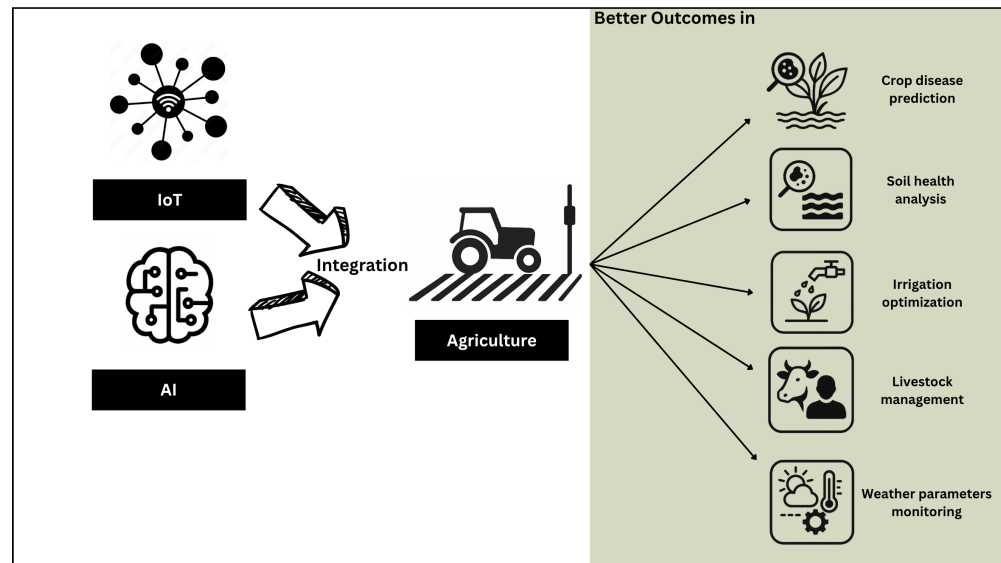 Better Outcomes in
IoT
AI
Integration
Agriculture
Crop disease
prediction
Soil health
analysis
Irrigation
optimization
Livestock
management
Weather parameters
monitoring